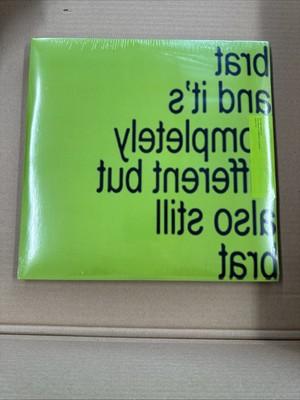 brat
and it's
ompletely
fferent but
also still
brat